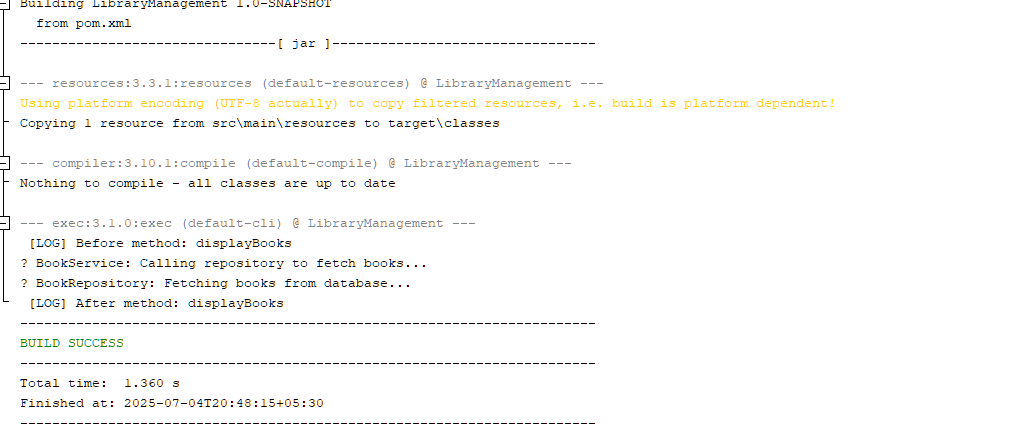 Building LibraryManagement 1.0-SNAPSHOT
from pom.xml
--------------------------------[ jar ]---------------------------------
--- resources:3.3.1:resources (default-resources) @ LibraryManagement ---
Using platform encoding (UTF-8 actually) to copy filtered resources, i.e. build is platform dependent!
Copying 1 resource from src\main\resources to target\classes
--- compiler:3.10.1:compile (default-compile) @ LibraryManagement ---
Nothing to compile - all classes are up to date
--- exec:3.1.0:exec (default-cli) @ LibraryManagement ---
[LOG] Before method: displayBooks
? BookService: Calling repository to fetch books...
? BookRepository: Fetching books from database...
[LOG] After method: displayBooks
------------------------------------------------------------------------
BUILD SUCCESS
------------------------------------------------------------------------
Total time:  1.360 s
Finished at: 2025-07-04T20:48:15+05:30
------------------------------------------------------------------------